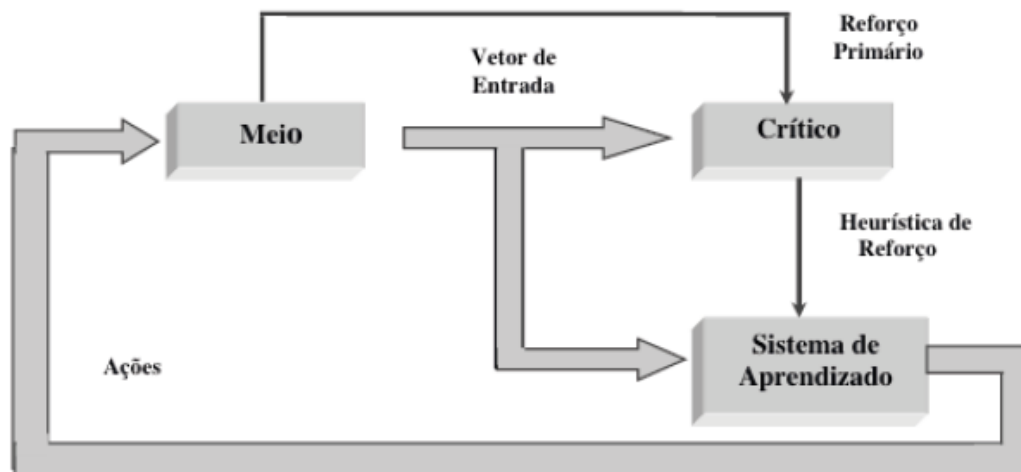 Reforço
Primário
Vetor de
Entrada
Meio
Crítico
Heurística de
Reforço
Sistema de
Aprendizado
Ações